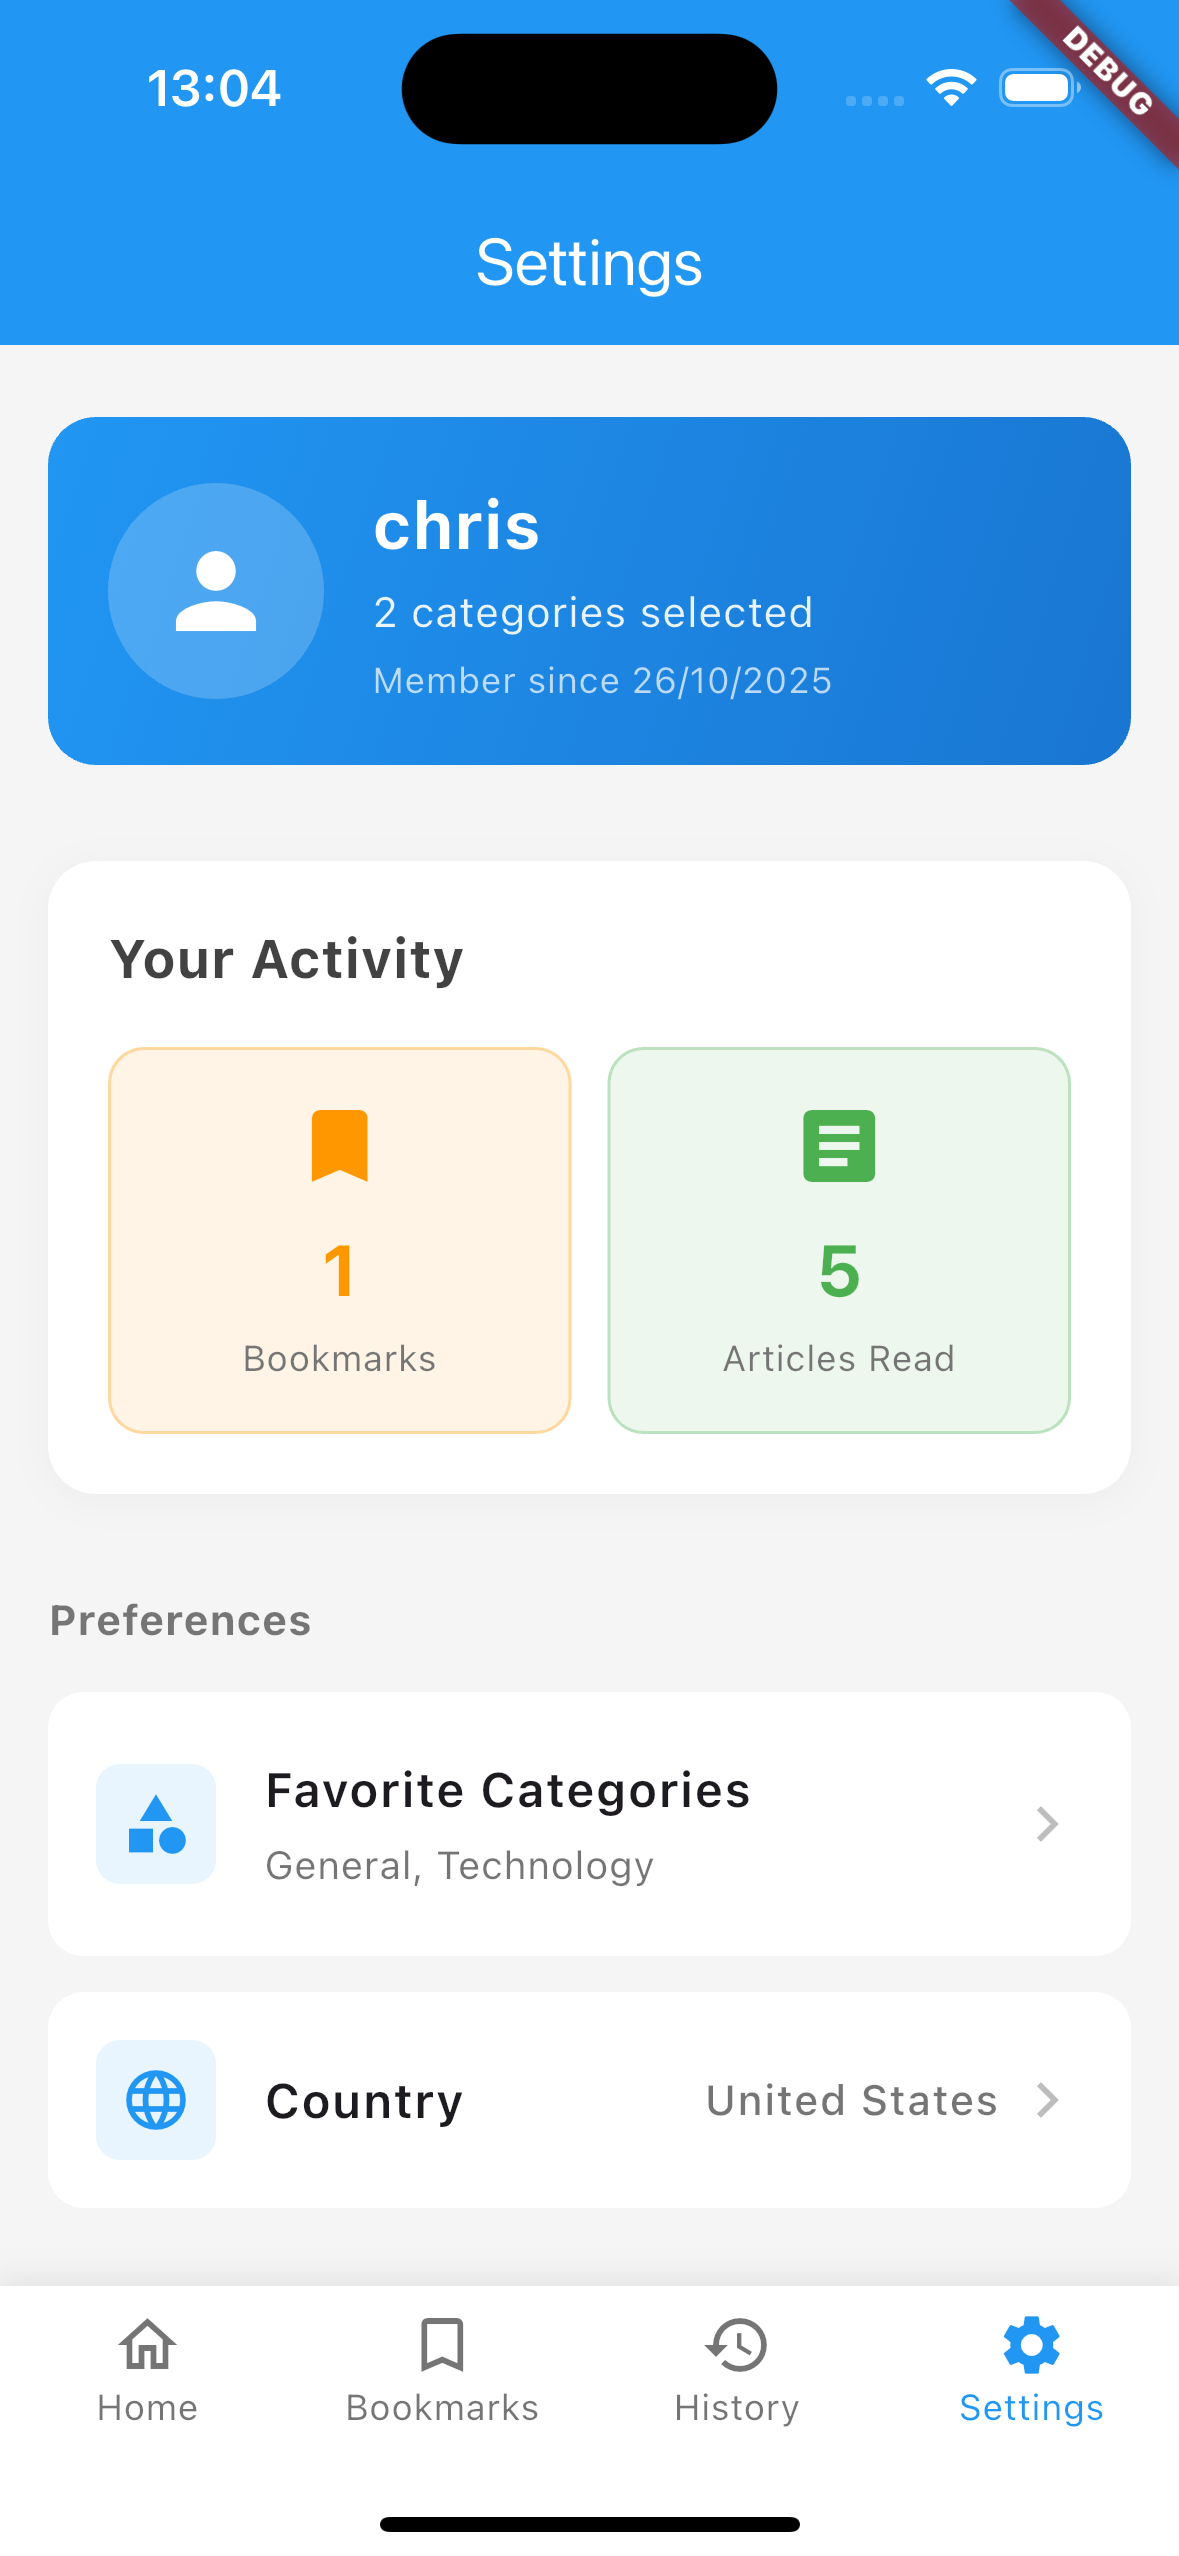 13:04
DEBUG
Settings
chris
2 categories selected
Member since 26/10/2025
Your Activity
1
5
Bookmarks
Articles Read
Preferences
Favorite Categories
General, Technology
Country
United States
Home
Bookmarks
History
Settings